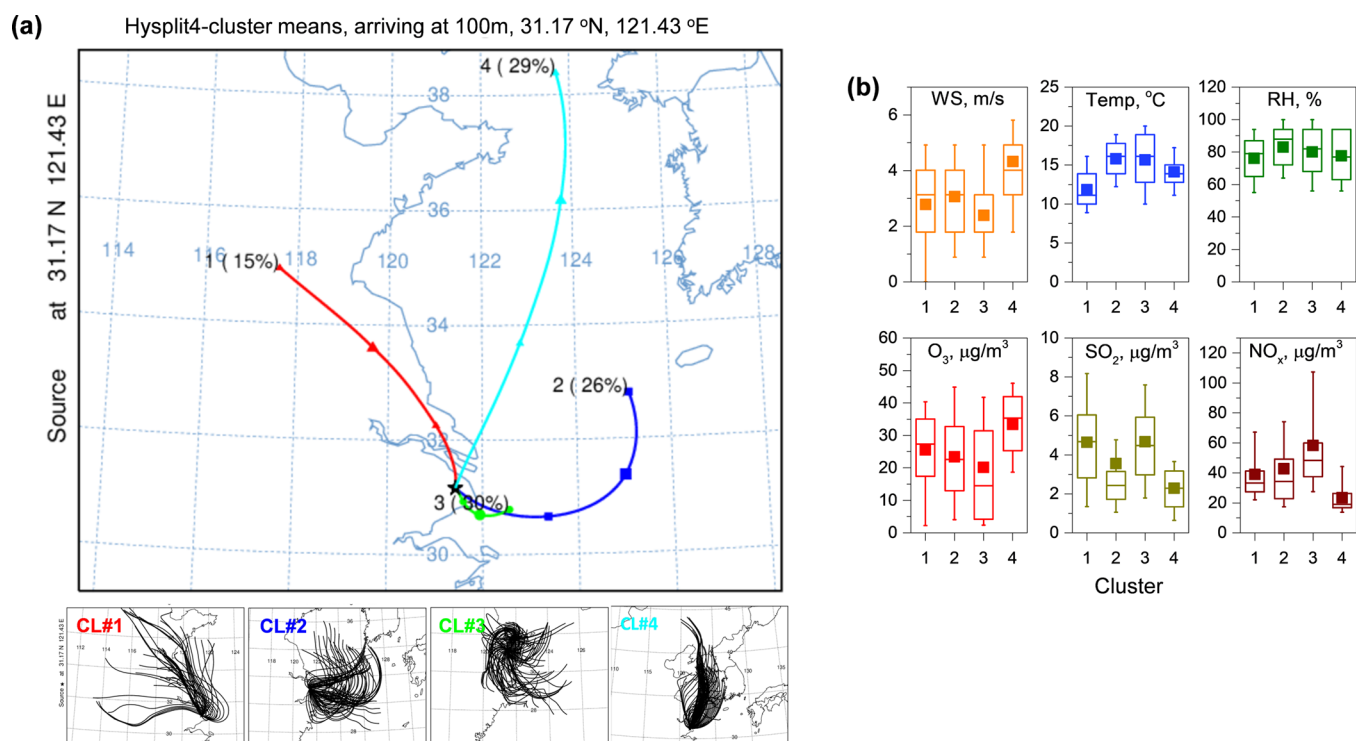 (a)
Hysplit4-cluster means, arriving at 100m, 31.17 °N, 121.43 °E
Source at 31.17 N 121.43 E
4 ( 29%)
38
36
114
116
118
120
122
124
126
128
1 ( 15%)
34
2 ( 26%)
32
3 ( 30%)
30
CL#1
CL#2
CL#3
CL#4
Source ★ at 31.17 N 121.43 E
(b)
WS, m/s
6
4
2
0
1 2 3 4
Temp, °C
25
20
15
10
5
0
1 2 3 4
RH, %
120
100
80
60
40
20
0
1 2 3 4
O₃, μg/m³
60
50
40
30
20
10
0
1 2 3 4
SO₂, μg/m³
10
8
6
4
2
0
1 2 3 4
NOₓ, μg/m³
120
100
80
60
40
20
0
1 2 3 4
Cluster